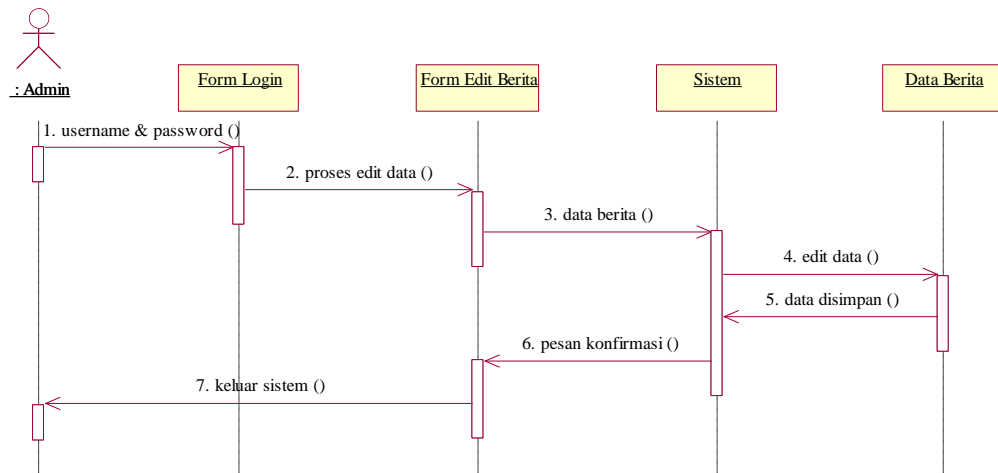 : Admin
Form Login
Form Edit Berita
Sistem
Data Berita
1. username & password ()
2. proses edit data ()
3. data berita ()
4. edit data ()
5. data disimpan ()
6. pesan konfirmasi ()
7. keluar sistem ()